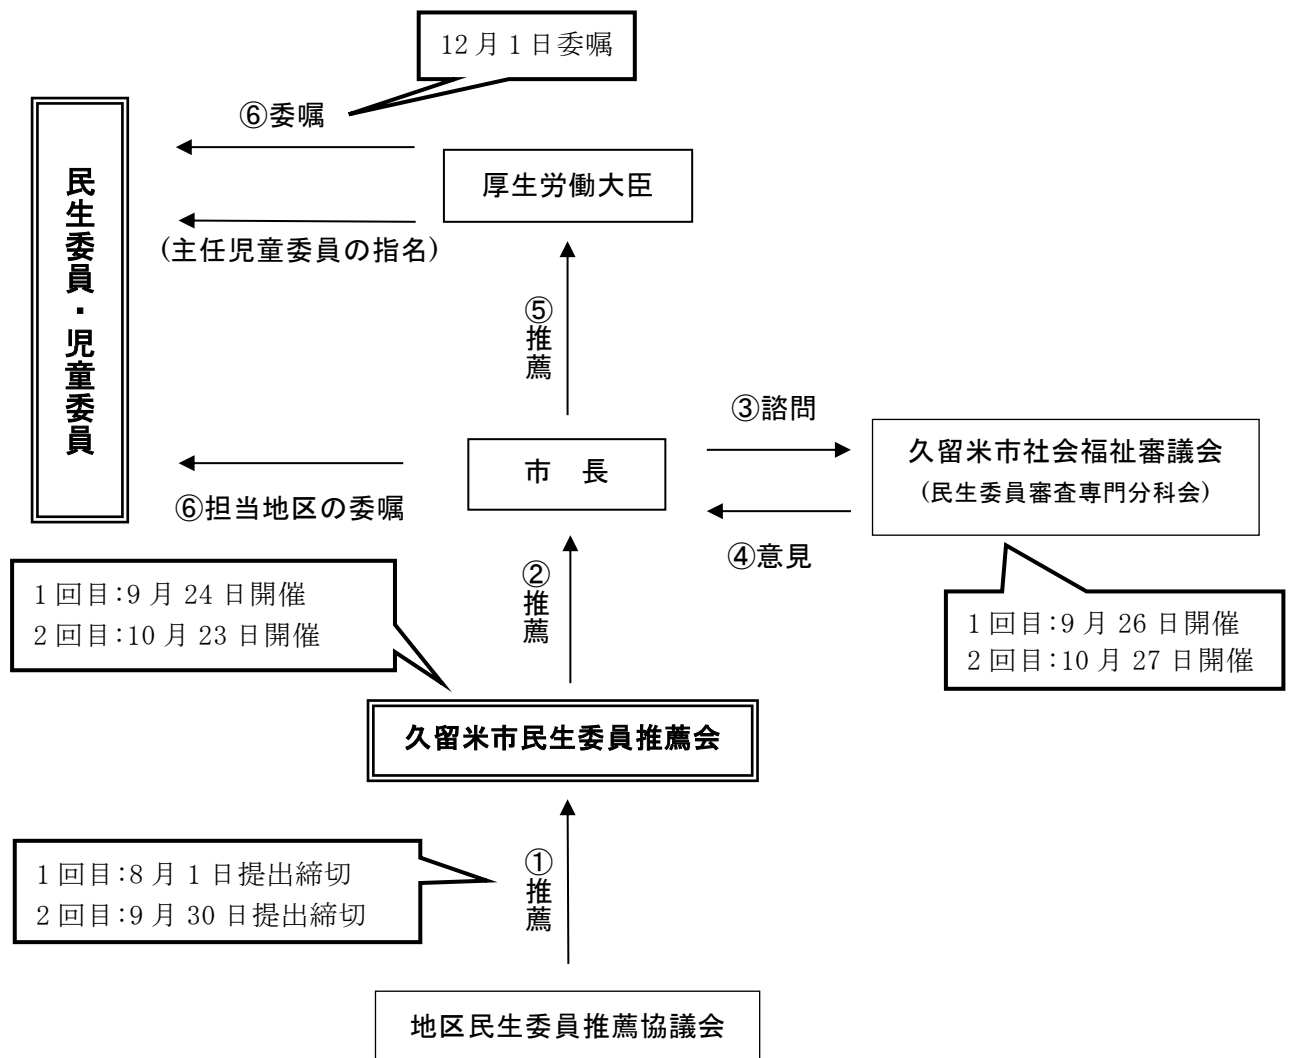 12月1日委嘱
⑥委嘱
厚生労働大臣
(主任児童委員の指名)
民生委員・児童委員
⑤推薦
③諮問
久留米市社会福祉審議会
(民生委員審査専門分科会)
市 長
⑥担当地区の委嘱
④意見
1回目:9月24日開催
2回目:10月23日開催
②推薦
1回目:9月26日開催
2回目:10月27日開催
久留米市民生委員推薦会
1回目:8月1日提出締切
2回目:9月30日提出締切
①推薦
地区民生委員推薦協議会